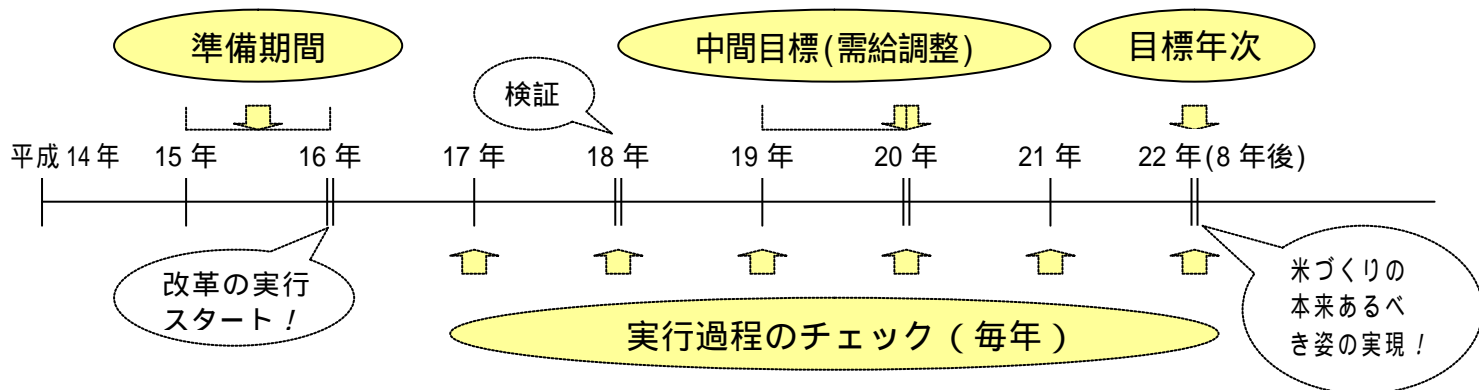 準備期間
中間目標(需給調整)
目標年次
検証
平成14年 15年 16年 17年 18年 19年 20年 21年 22年(8年後)
改革の実行
スタート!
実行過程のチェック(毎年)
米づくりの
本来あるべ
き姿の実現!